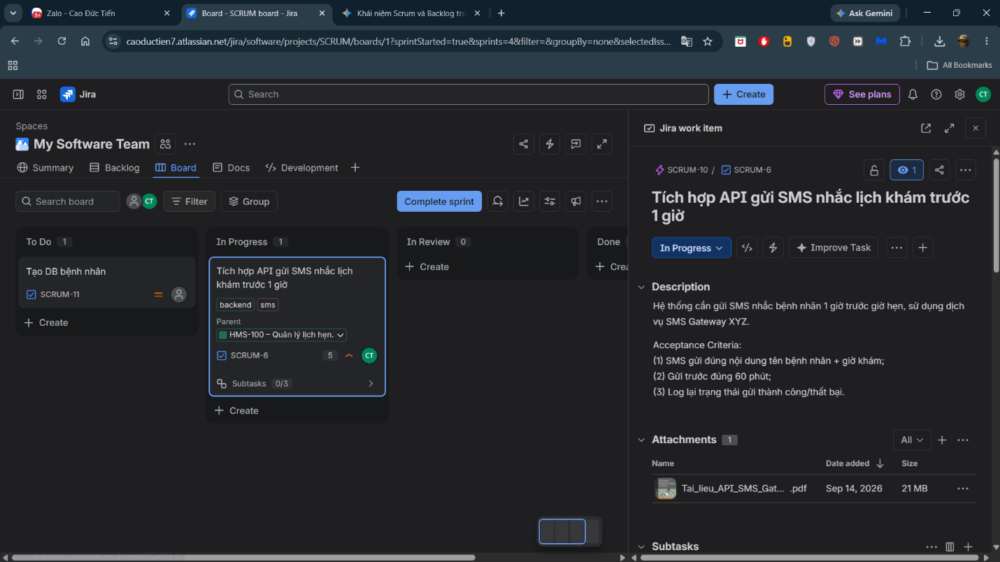 Zalo - Cao Đức Tiến
Board - SCRUM board - Jira
Khái niệm Scrum và Backlog tro
Ask Gemini
caoductien7.atlassian.net/jira/software/projects/SCRUM/boards/1?sprintStarted=true&sprints=4&filter=&groupBy=none&selectedIss...
All Bookmarks
Jira
Search
Create
See plans
CT
Spaces
My Software Team
Summary
Backlog
Board
Docs
Development
Search board
CT
Filter
Group
Complete sprint
To Do 1
Tạo DB bệnh nhân
SCRUM-11
Create
In Progress 1
Tích hợp API gửi SMS nhắc lịch
khám trước 1 giờ
backend sms
Parent
HMS-100 – Quản lý lịch hẹn.
SCRUM-6 5 CT
Subtasks 0/3
Create
In Review 0
Create
Done
Crea
Jira work item
SCRUM-10 / SCRUM-6
1
Tích hợp API gửi SMS nhắc lịch khám trước
1 giờ
In Progress
Improve Task
Description
Hệ thống cần gửi SMS nhắc bệnh nhân 1 giờ trước giờ hẹn, sử dụng dịch
vụ SMS Gateway XYZ.
Acceptance Criteria:
(1) SMS gửi đúng nội dung tên bệnh nhân + giờ khám;
(2) Gửi trước đúng 60 phút;
(3) Log lại trạng thái gửi thành công/thất bại.
Attachments 1
All
Name Date added Size
Tai_lieu_API_SMS_Gat... .pdf Sep 14, 2026 21 MB
Subtasks